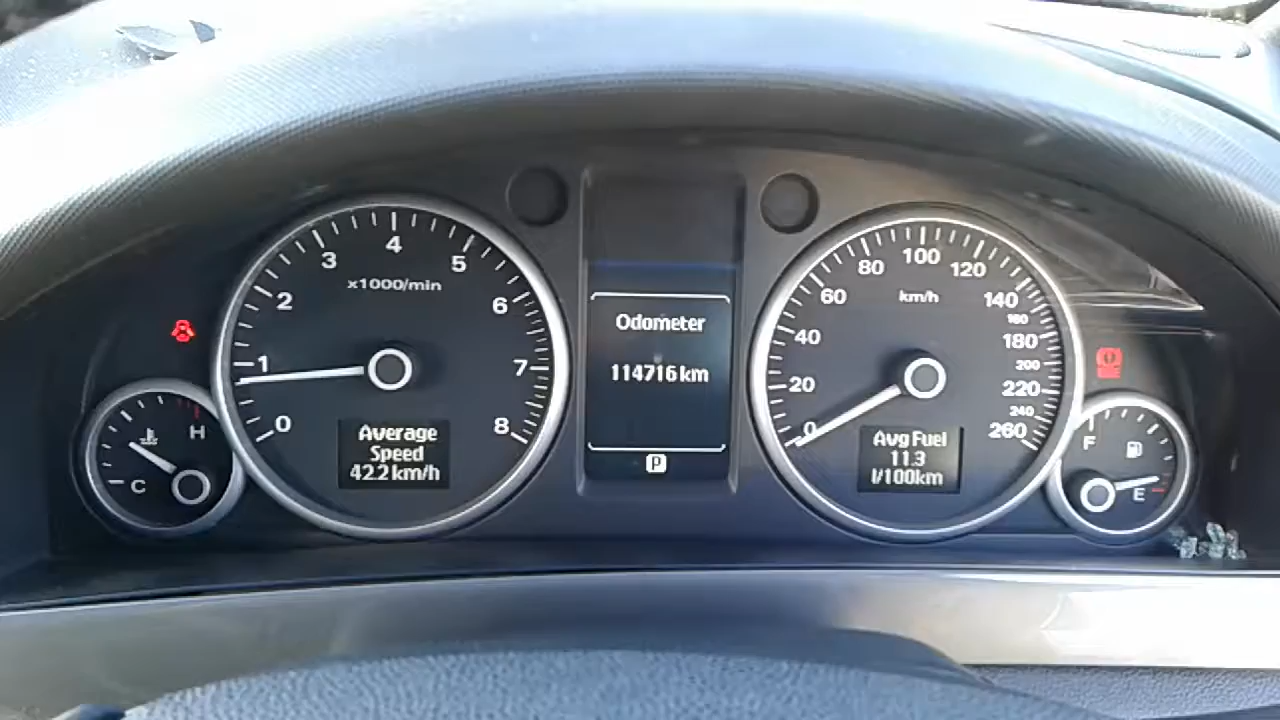 0
1
2
3
4
5
6
7
8
x1000/min
Average
Speed
42.2 km/h
C
H
Odometer
114716 km
P
0
20
40
60
80
100
120
140
160
180
200
220
240
260
km/h
Avg Fuel
11.3
l/100km
F
E